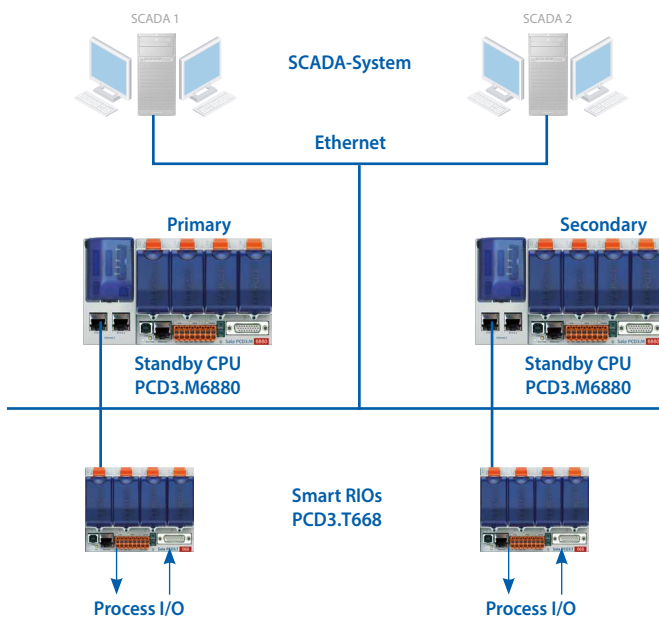 SCADA 1
SCADA 2
SCADA-System
Ethernet
Primary
Secondary
Standby CPU
PCD3.M6880
Standby CPU
PCD3.M6880
Smart RIOs
PCD3.T668
Process I/O
Process I/O